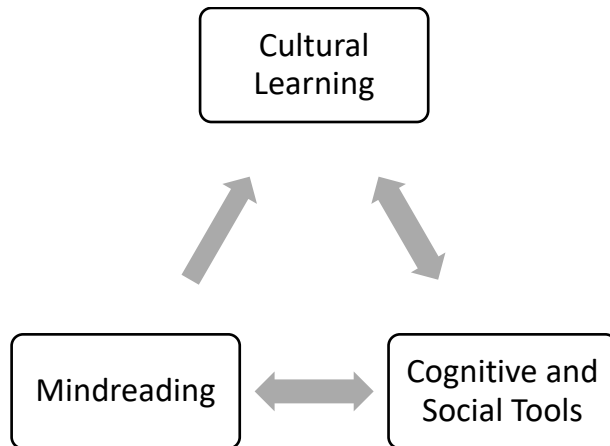 Cultural
Learning
Mindreading
Cognitive and
Social Tools